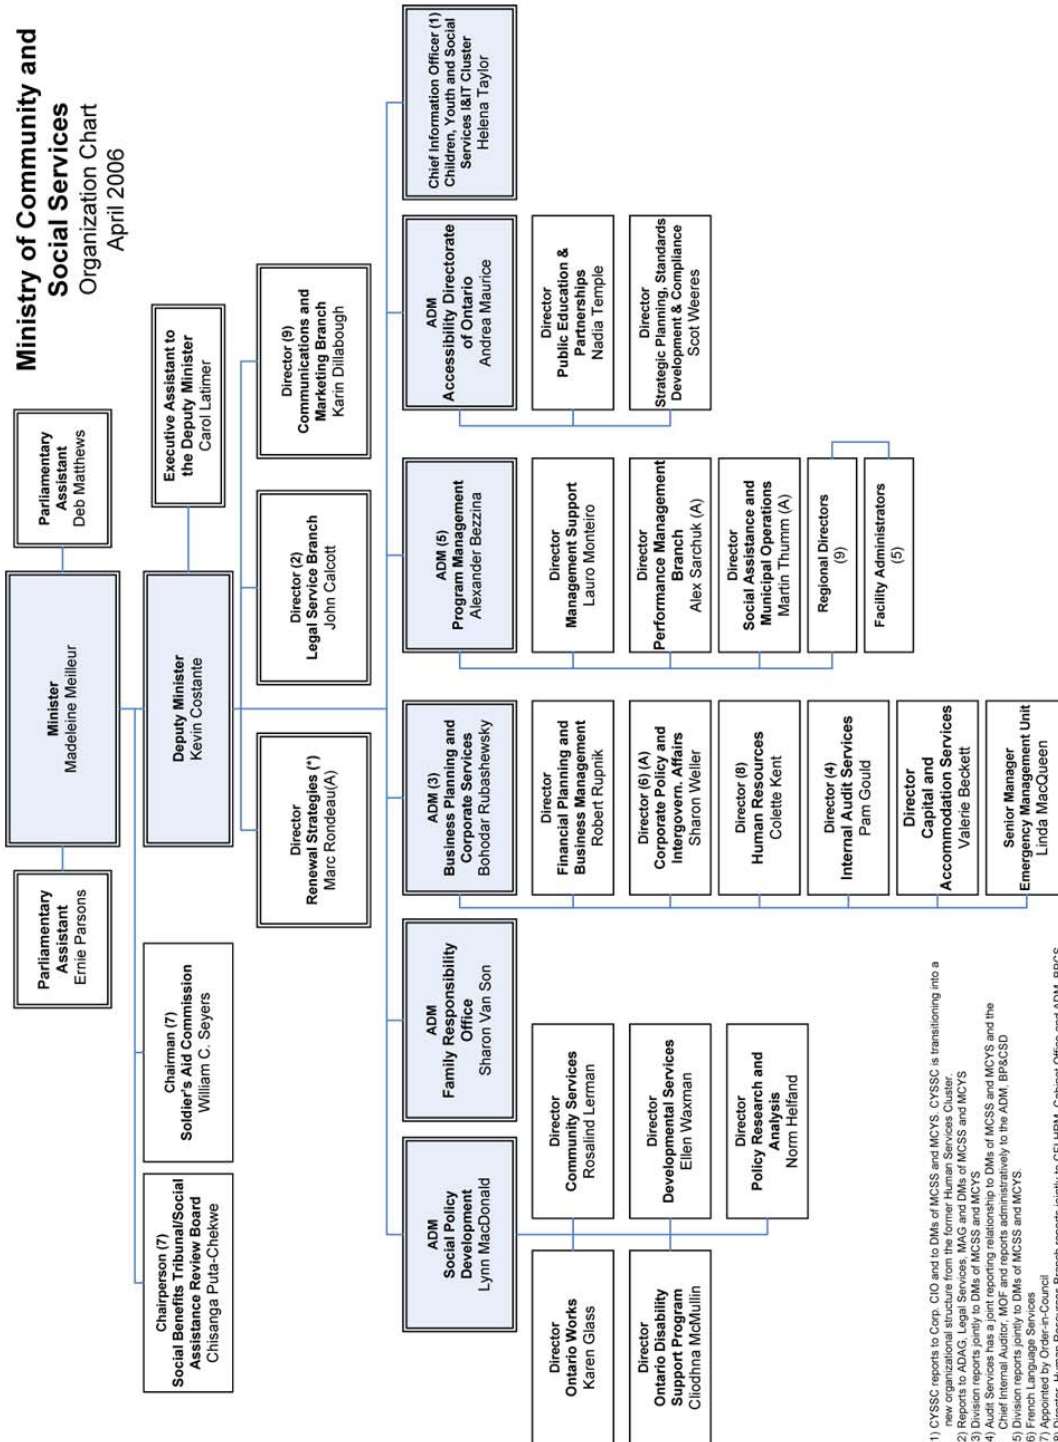 Ministry of Community and
Social Services
Organization Chart
April 2006
Parliamentary
Assistant
Ernie Parsons
Minister
Madeleine Meilleur
Parliamentary
Assistant
Deb Matthews
Chairperson (7)
Social Benefits Tribunal/Social
Assistance Review Board
Chisanga Puta-Chekwe
Chairman (7)
Soldier's Aid Commission
William C. Seyers
Deputy Minister
Kevin Costante
Executive Assistant to
the Deputy Minister
Carol Latimer
Director
Renewal Strategies (*)
Marc Rondeau(A)
Director (2)
Legal Service Branch
John Calcott
Director (9)
Communications and
Marketing Branch
Karin Dillabough
ADM
Social Policy
Development
Lynn MacDonald
ADM
Family Responsibility
Office
Sharon Van Son
ADM (3)
Business Planning and
Corporate Services
Bohodar Rubashewsky
ADM (5)
Program Management
Alexander Bezzina
ADM
Accessibility Directorate
of Ontario
Andrea Maurice
Chief Information Officer (1)
Children, Youth and Social
Services I&IT Cluster
Helena Taylor
Director
Ontario Works
Karen Glass
Director
Community Services
Rosalind Lerman
Director
Ontario Disability
Support Program
Cliodhna McMullin
Director
Developmental Services
Ellen Waxman
Director
Policy Research and
Analysis
Norm Helfand
Director
Financial Planning and
Business Management
Robert Rupnik
Director (6) (A)
Corporate Policy and
Intergovern. Affairs
Sharon Weller
Director (8)
Human Resources
Colette Kent
Director (4)
Internal Audit Services
Pam Gould
Director
Capital and
Accommodation Services
Valerie Beckett
Senior Manager
Emergency Management Unit
Linda MacQueen
Director
Management Support
Lauro Monteiro
Director
Performance Management
Branch
Alex Sarchuk (A)
Director
Social Assistance and
Municipal Operations
Martin Thumm (A)
Regional Directors
(9)
Facility Administrators
(5)
Director
Public Education &
Partnerships
Nadia Temple
Director
Strategic Planning, Standards
Development & Compliance
Scot Weeres
1) CYSSC reports to Corp. CIO and to DMs of MCSS and MCYS. CYSSC is transitioning into a
new organizational structure from the former Human Services Cluster.
2) Reports to ADAG, Legal Services, MAG and DMs of MCSS and MCYS
3) Division reports jointly to DMs of MCSS and MCYS
4) Audit Services has a joint reporting relationship to DMs of MCSS and MCYS and the
Chief Internal Auditor, MOF and reports administratively to the ADM, BP&CSD
5) Division reports jointly to DMs of MCSS and MCYS.
6) French Language Services
7) Appointed by Order-in-Council